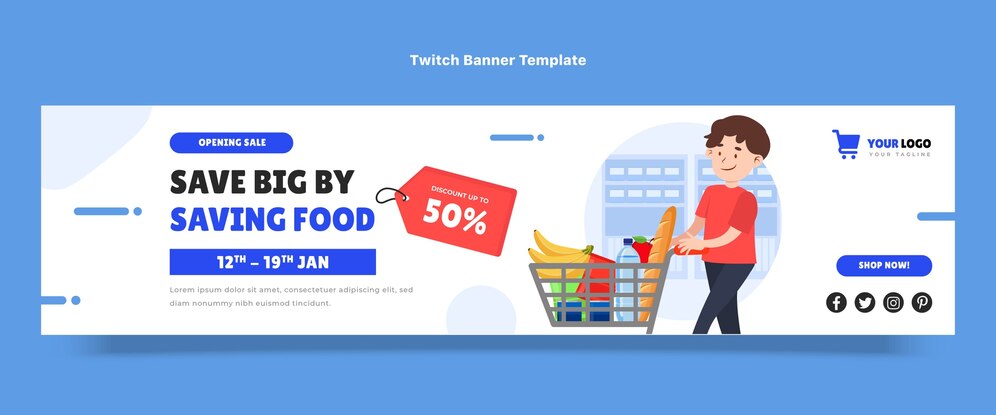 Twitch Banner Template
OPENING SALE
SAVE BIG BY
SAVING FOOD
12TH – 19TH JAN
Lorem ipsum dolor sit amet, consectetuer adipiscing elit, sed
diam nonummy nibh euismod tincidunt.
DISCOUNT UP TO
50%
YOUR LOGO
YOUR TAGLINE
SHOP NOW!